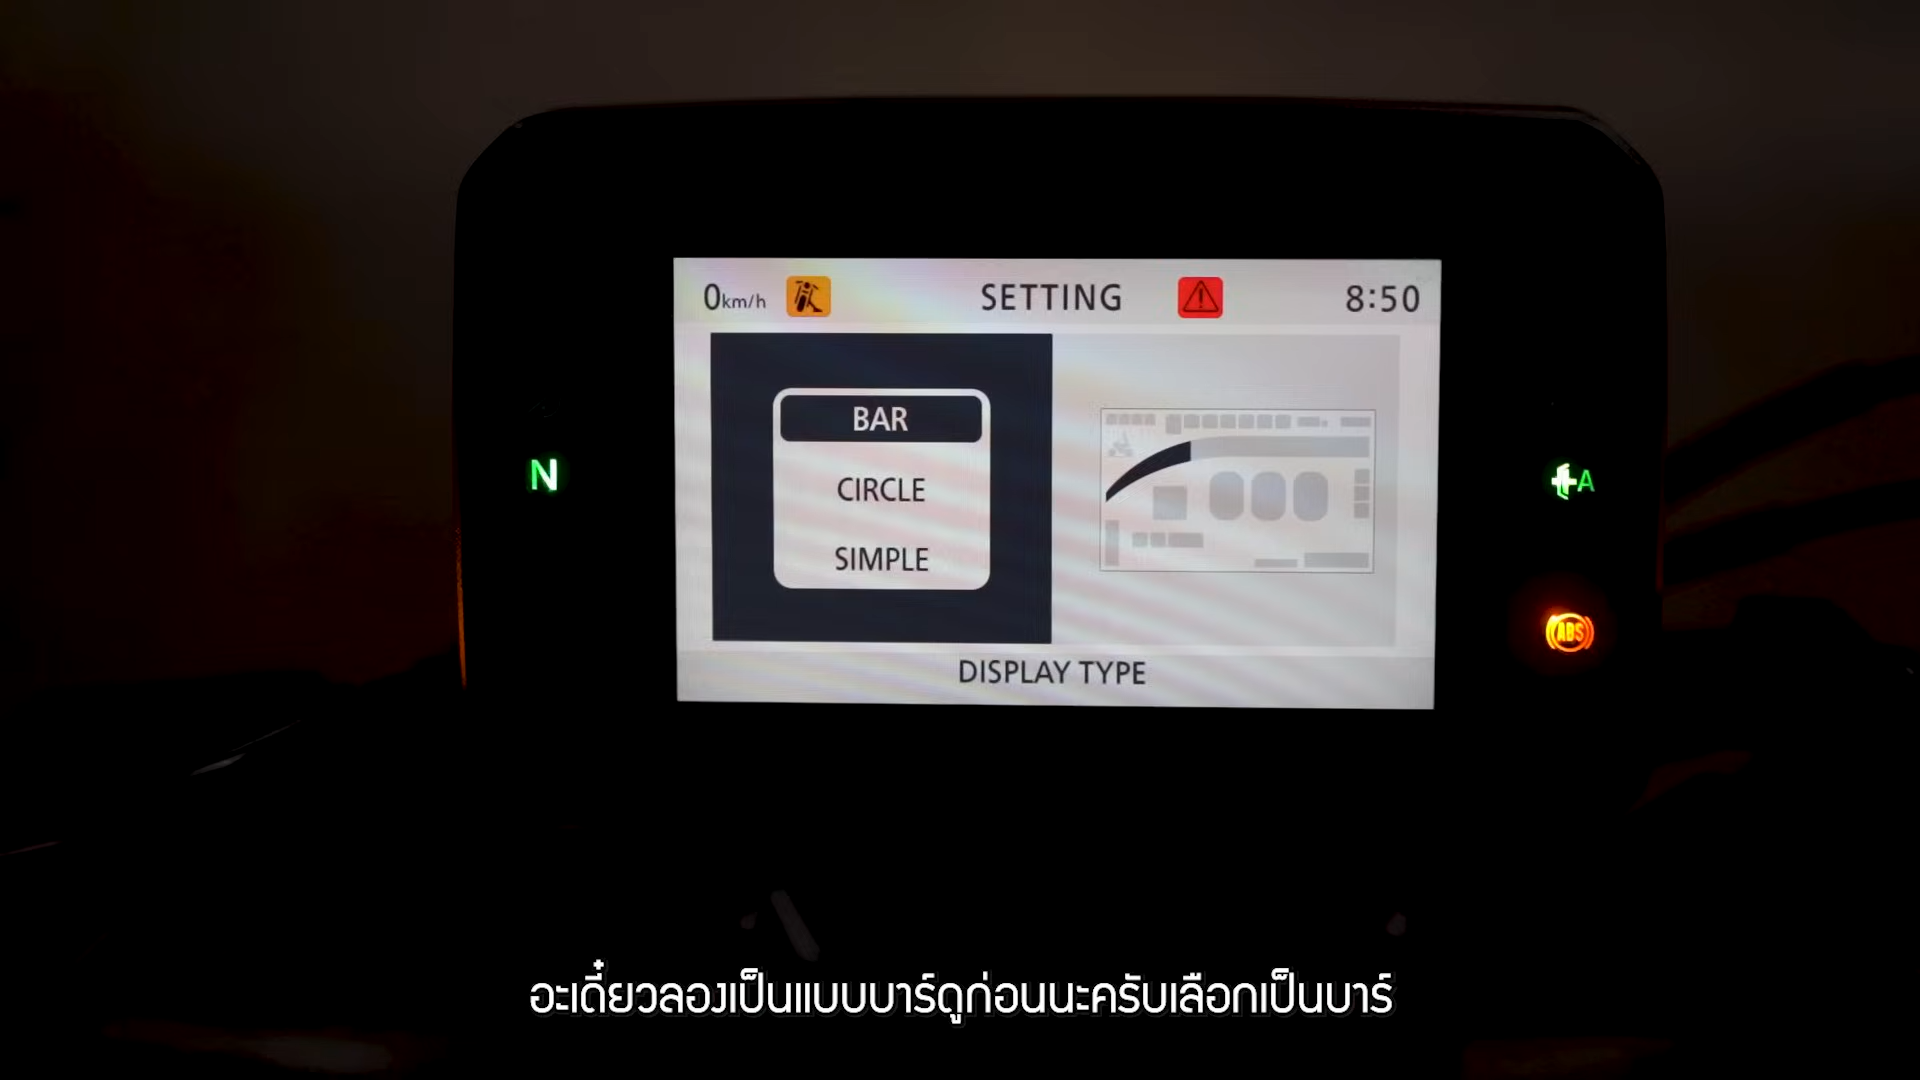 0km/h SETTING 8:50
BAR
CIRCLE
SIMPLE
N
A
ABS
DISPLAY TYPE
อะเดี๋ยวลองเป็นแบบบาร์ดูก่อนนะครับเลือกเป็นบาร์